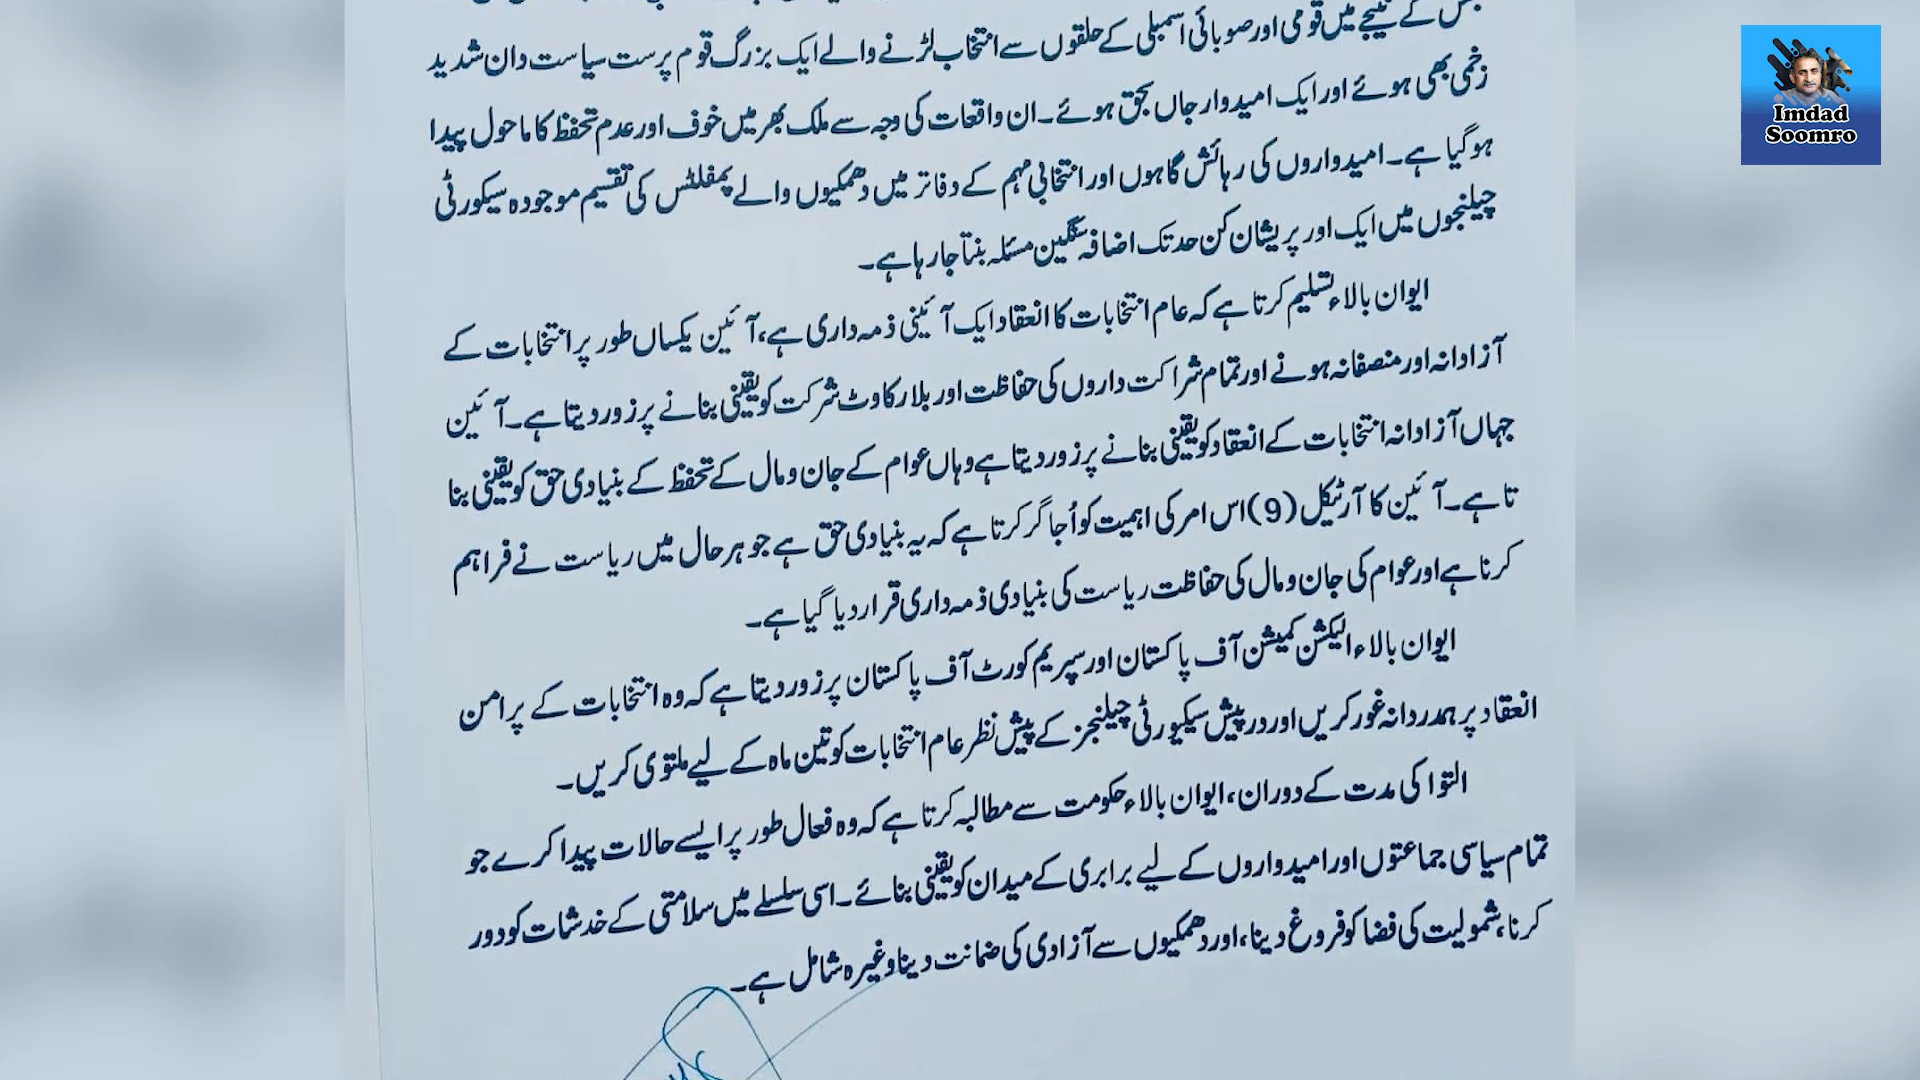 جس کے نتیجے میں قومی اور صوبائی اسمبلی کے حلقوں سے انتخاب لڑنے والے ایک بزرگ قوم پرست سیاست دان شدید
زخمی بھی ہوئے اور ایک امیدوار جاں بحق ہوئے۔ ان واقعات کی وجہ سے ملک بھر میں خوف اور عدم تحفظ کا ماحول پیدا
ہو گیا ہے۔ امیدواروں کی رہائش گاہوں اور انتخابی مہم کے دفاتر میں دھمکیوں والے پمفلٹس کی تقسیم موجودہ سیکورٹی
چیلنجوں میں ایک اور پریشان کن حد تک اضافہ سنگین مسئلہ بنتا جا رہا ہے۔
ایوان بالاء تسلیم کرتا ہے کہ عام انتخابات کا انعقاد ایک آئینی ذمہ داری ہے، آئین یکساں طور پر انتخابات کے
آزادانہ اور منصفانہ ہونے اور تمام شراکت داروں کی حفاظت اور بلا رکاوٹ شرکت کو یقینی بنانے پر زور دیتا ہے۔ آئین
جہاں آزادانہ انتخابات کے انعقاد کو یقینی بنانے پر زور دیتا ہے وہاں عوام کے جان و مال کے تحفظ کے بنیادی حق کو یقینی بنا
تا ہے۔ آئین کا آرٹیکل (9) اس امر کی اہمیت کو اُجاگر کرتا ہے کہ یہ بنیادی حق ہے جو ہر حال میں ریاست نے فراہم
کرنا ہے اور عوام کی جان و مال کی حفاظت ریاست کی بنیادی ذمہ داری قرار دیا گیا ہے۔
ایوان بالاء الیکشن کمیشن آف پاکستان اور سپریم کورٹ آف پاکستان پر زور دیتا ہے کہ وہ انتخابات کے پر امن
انعقاد پر ہمدردانہ غور کریں اور درپیش سیکیورٹی چیلنجز کے پیش نظر عام انتخابات کو تین ماہ کے لیے ملتوی کریں۔
التوا کی مدت کے دوران، ایوان بالاء حکومت سے مطالبہ کرتا ہے کہ وہ فعال طور پر ایسے حالات پیدا کرے جو
تمام سیاسی جماعتوں اور امیدواروں کے لیے برابری کے میدان کو یقینی بنائے۔ اسی سلسلے میں سلامتی کے خدشات کو دور
کرنا، شمولیت کی فضا کو فروغ دینا، اور دھمکیوں سے آزادی کی ضمانت دینا وغیرہ شامل ہے۔
Imdad
Soomro